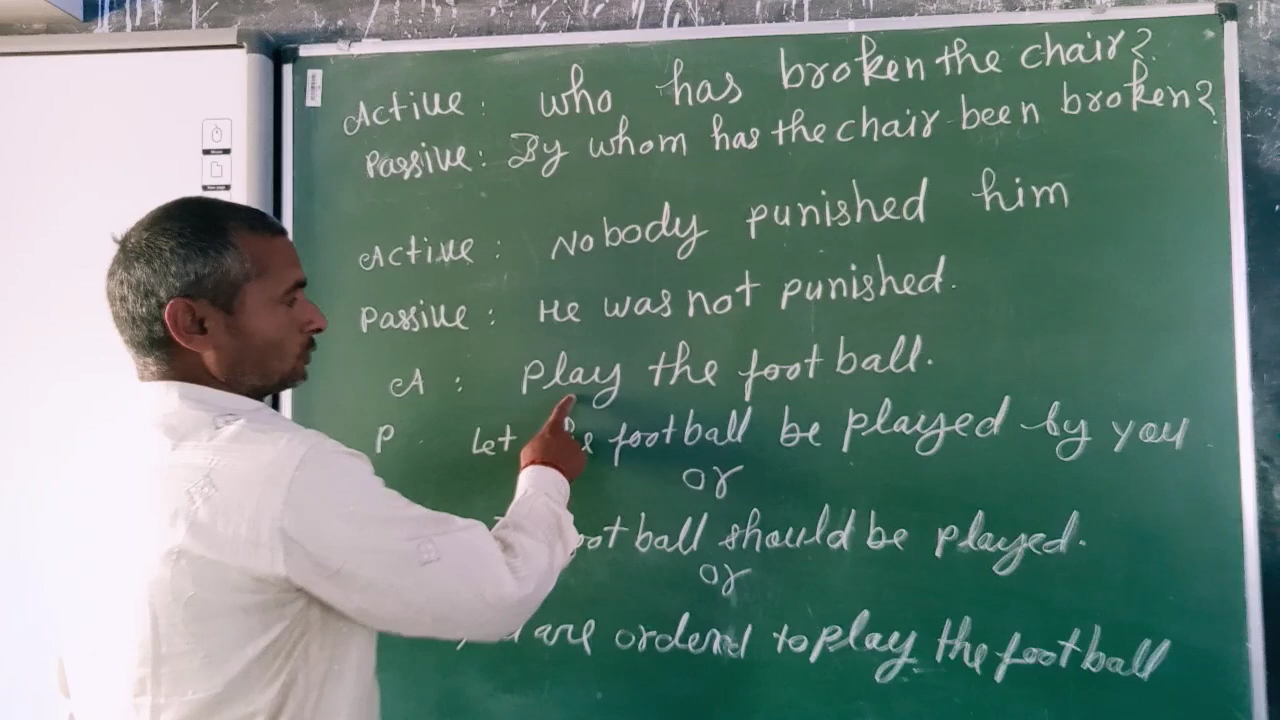 Active: who has broken the chair?
Passive: By whom has the chair been broken?
Active: Nobody punished him
Passive: He was not punished.
A: Play the football.
P Let football be played by you
or
football should be played.
or
are ordered to play the football